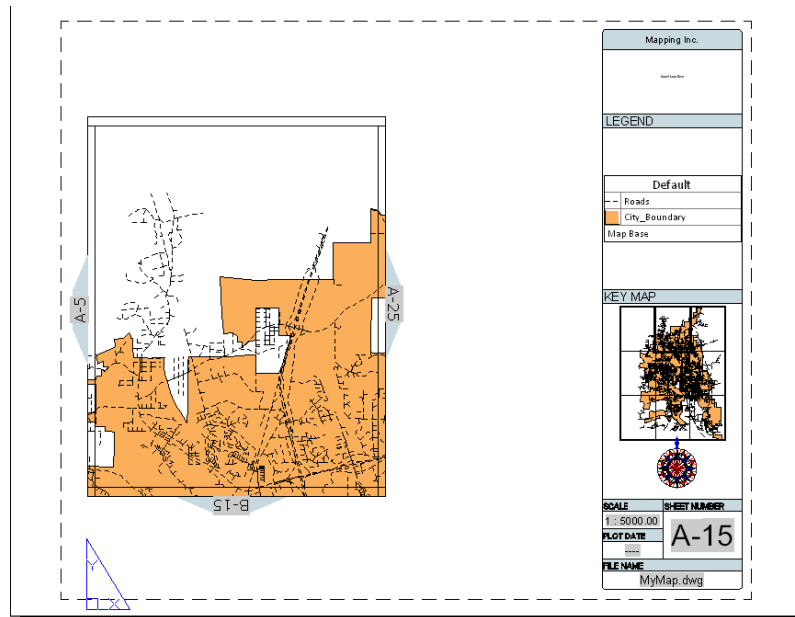 Mapping Inc.
LEGEND
Default
Roads
City_Boundary
Map Base
A-5
A-25
KEY MAP
B-15
SCALE
SHEET NUMBER
1 : 5000.00
A-15
PLOT DATE
----
FILE NAME
MyMap.dwg
Y
X